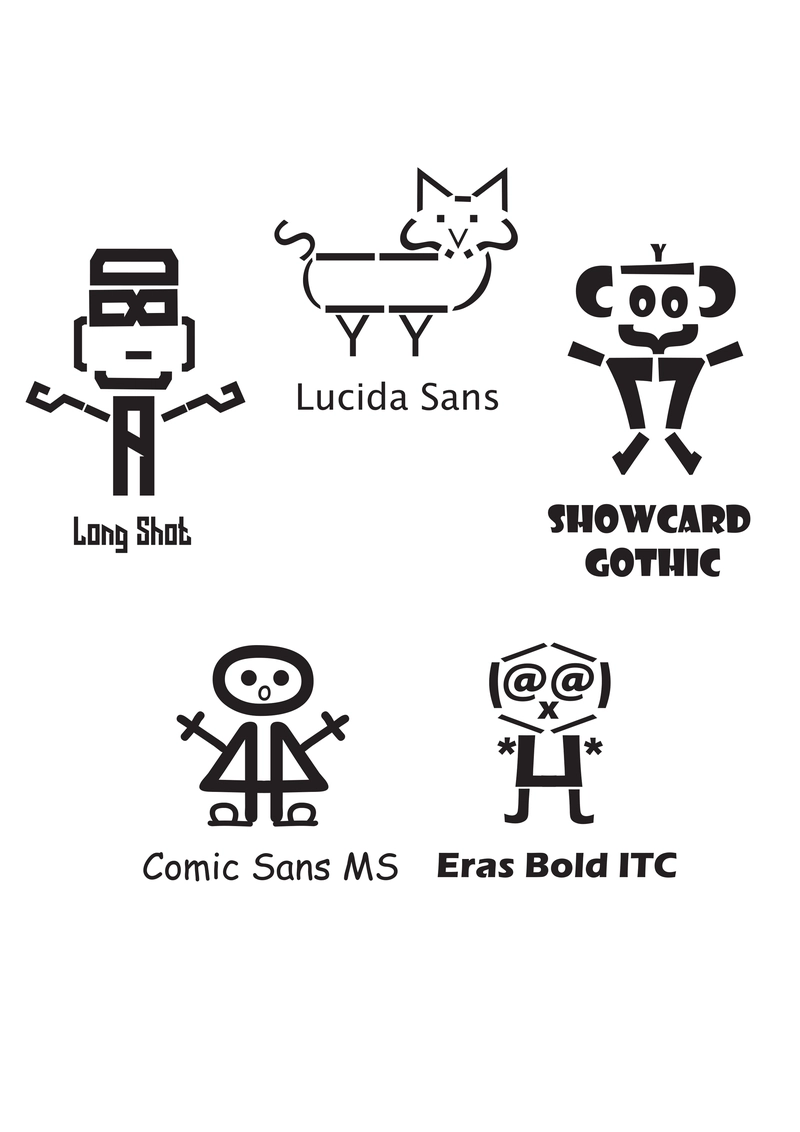 Lucida Sans
Long Shot
SHOWCARD
GOTHIC
Comic Sans MS
Eras Bold ITC